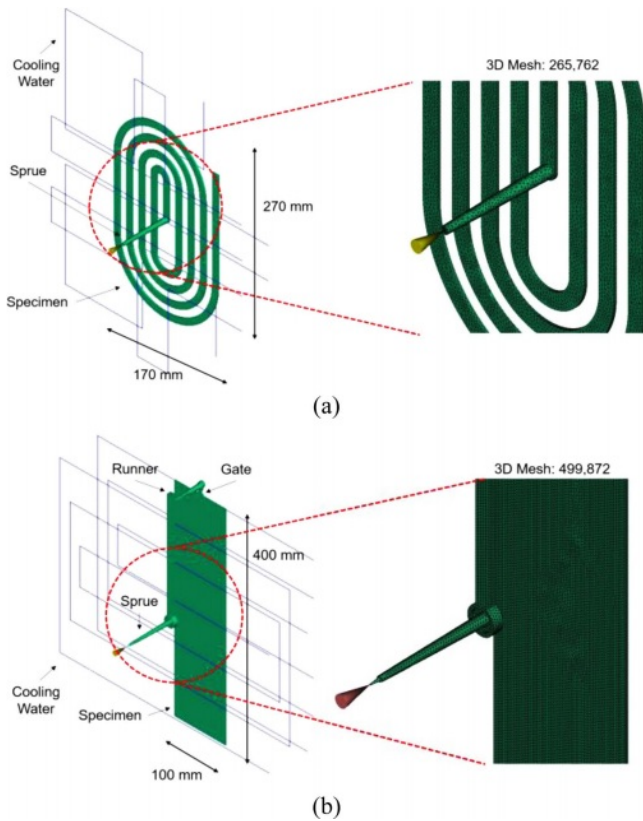 Cooling
Water
Sprue
Specimen
170 mm
270 mm
3D Mesh: 265,762
(a)
Runner
Gate
Sprue
400 mm
Cooling
Water
Specimen
100 mm
3D Mesh: 499,872
(b)